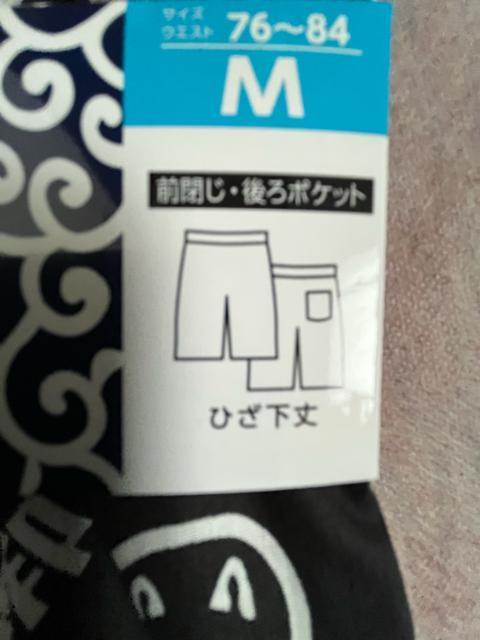 サイズ
ウエスト 76～84
M
前閉じ・後ろポケット
ひざ下丈